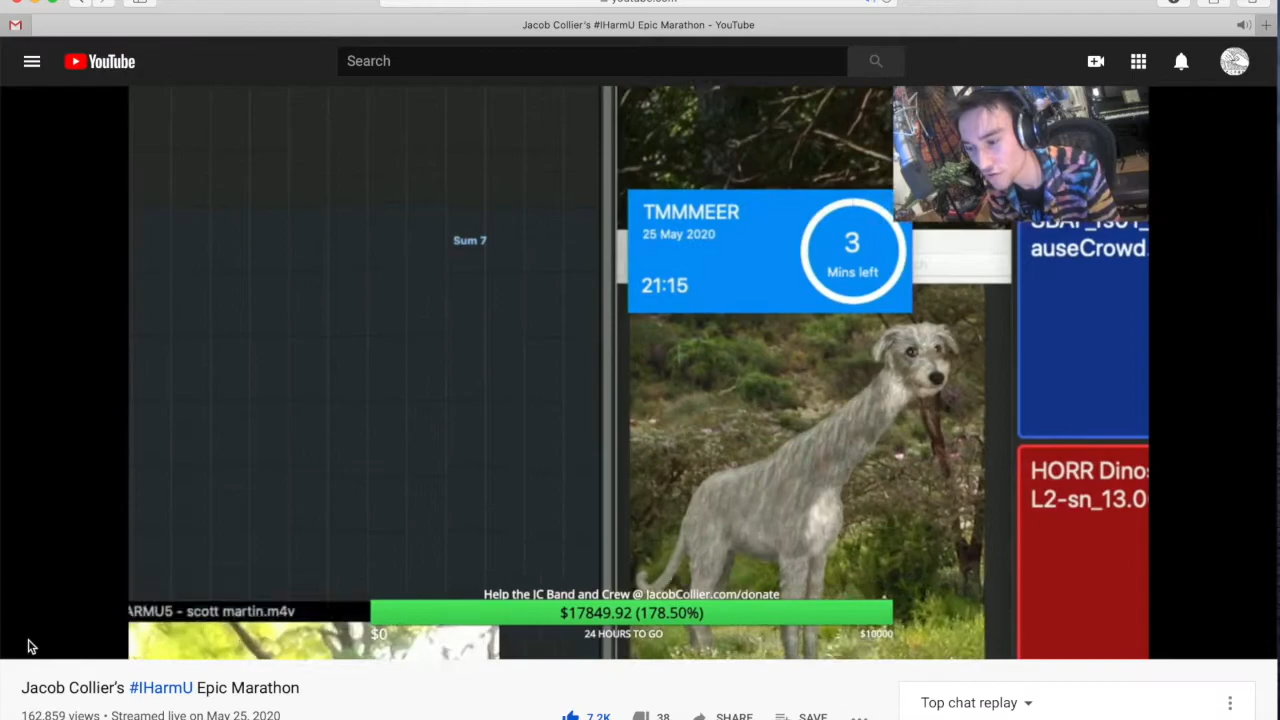 youtube.com
Jacob Collier's #IHarmU Epic Marathon - YouTube
YouTube
Search
TMMMEER
25 May 2020
3
Mins left
21:15
Sum 7
auseCrowd.
HORR Dinos
L2-sn_13.0
Help the JC Band and Crew @ JacobCollier.com/donate
ARMU5 - scott martin.m4v
$17849.92 (178.50%)
$0
24 HOURS TO GO
$10000
Jacob Collier's #IHarmU Epic Marathon
162,859 views • Streamed live on May 25, 2020
7.2K
38
SHARE
SAVE
Top chat replay